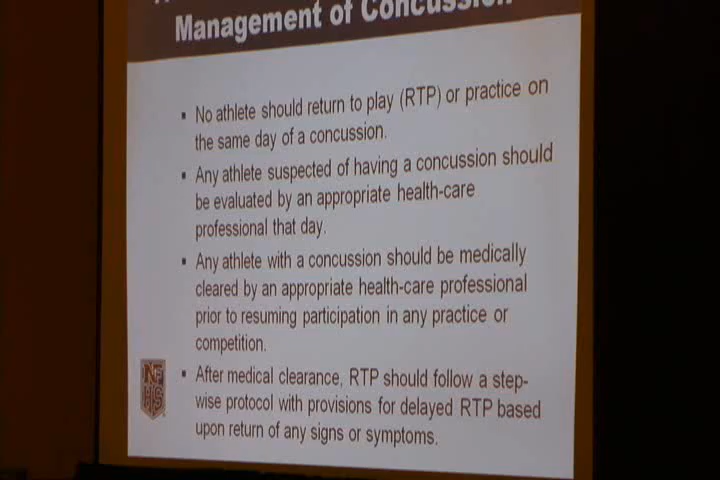 Management of Concussion
▪ No athlete should return to play (RTP) or practice on
the same day of a concussion.
▪ Any athlete suspected of having a concussion should
be evaluated by an appropriate health-care
professional that day.
▪ Any athlete with a concussion should be medically
cleared by an appropriate health-care professional
prior to resuming participation in any practice or
competition.
▪ After medical clearance, RTP should follow a step-
wise protocol with provisions for delayed RTP based
upon return of any signs or symptoms.
NF
HS